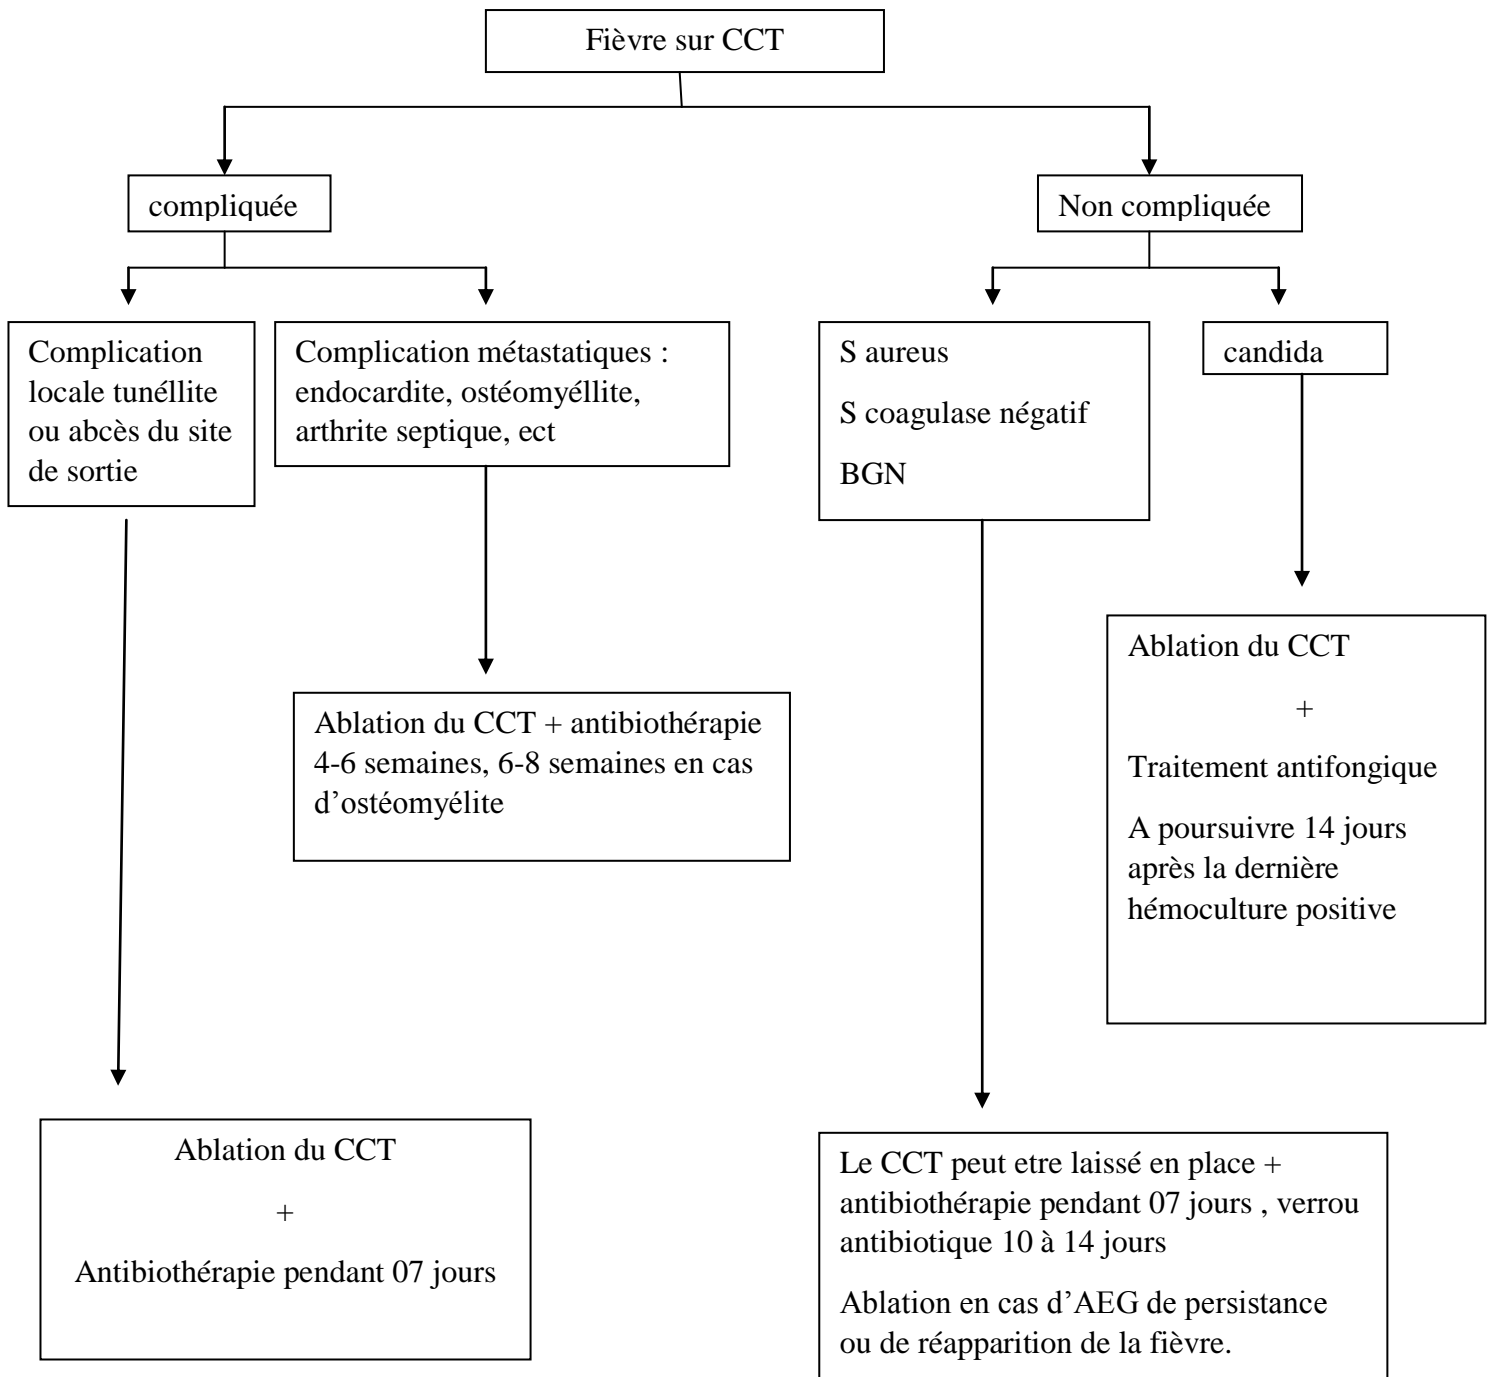 Fièvre sur CCT
compliquée
Non compliquée
Complication
locale tunéllite
ou abcès du site
de sortie
Complication métastatiques :
endocardite, ostéomyéllite,
arthrite septique, ect
S aureus
S coagulase négatif
BGN
candida
Ablation du CCT
+
Traitement antifongique
A poursuivre 14 jours
après la dernière
hémoculture positive
Ablation du CCT + antibiothérapie
4-6 semaines, 6-8 semaines en cas
d’ostéomyélite
Ablation du CCT
+
Antibiothérapie pendant 07 jours
Le CCT peut etre laissé en place +
antibiothérapie pendant 07 jours , verrou
antibiotique 10 à 14 jours
Ablation en cas d’AEG de persistance
ou de réapparition de la fièvre.